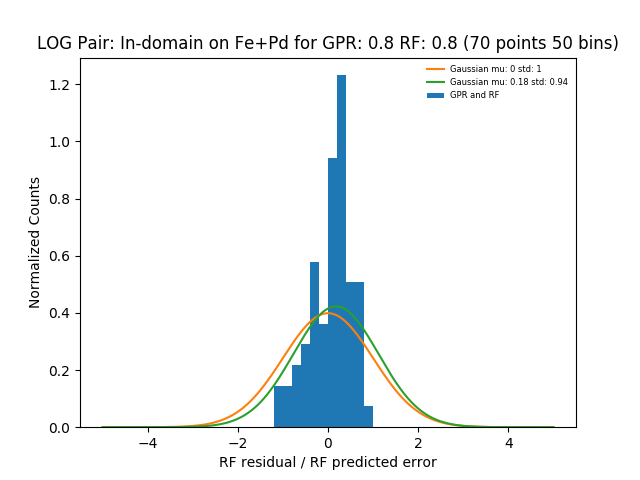 LOG Pair: In-domain on Fe+Pd for GPR: 0.8 RF: 0.8 (70 points 50 bins)
Gaussian mu: 0 std: 1
Gaussian mu: 0.18 std: 0.94
GPR and RF
Normalized Counts
1.2
1.0
0.8
0.6
0.4
0.2
0.0
−4 −2 0 2 4
RF residual / RF predicted error